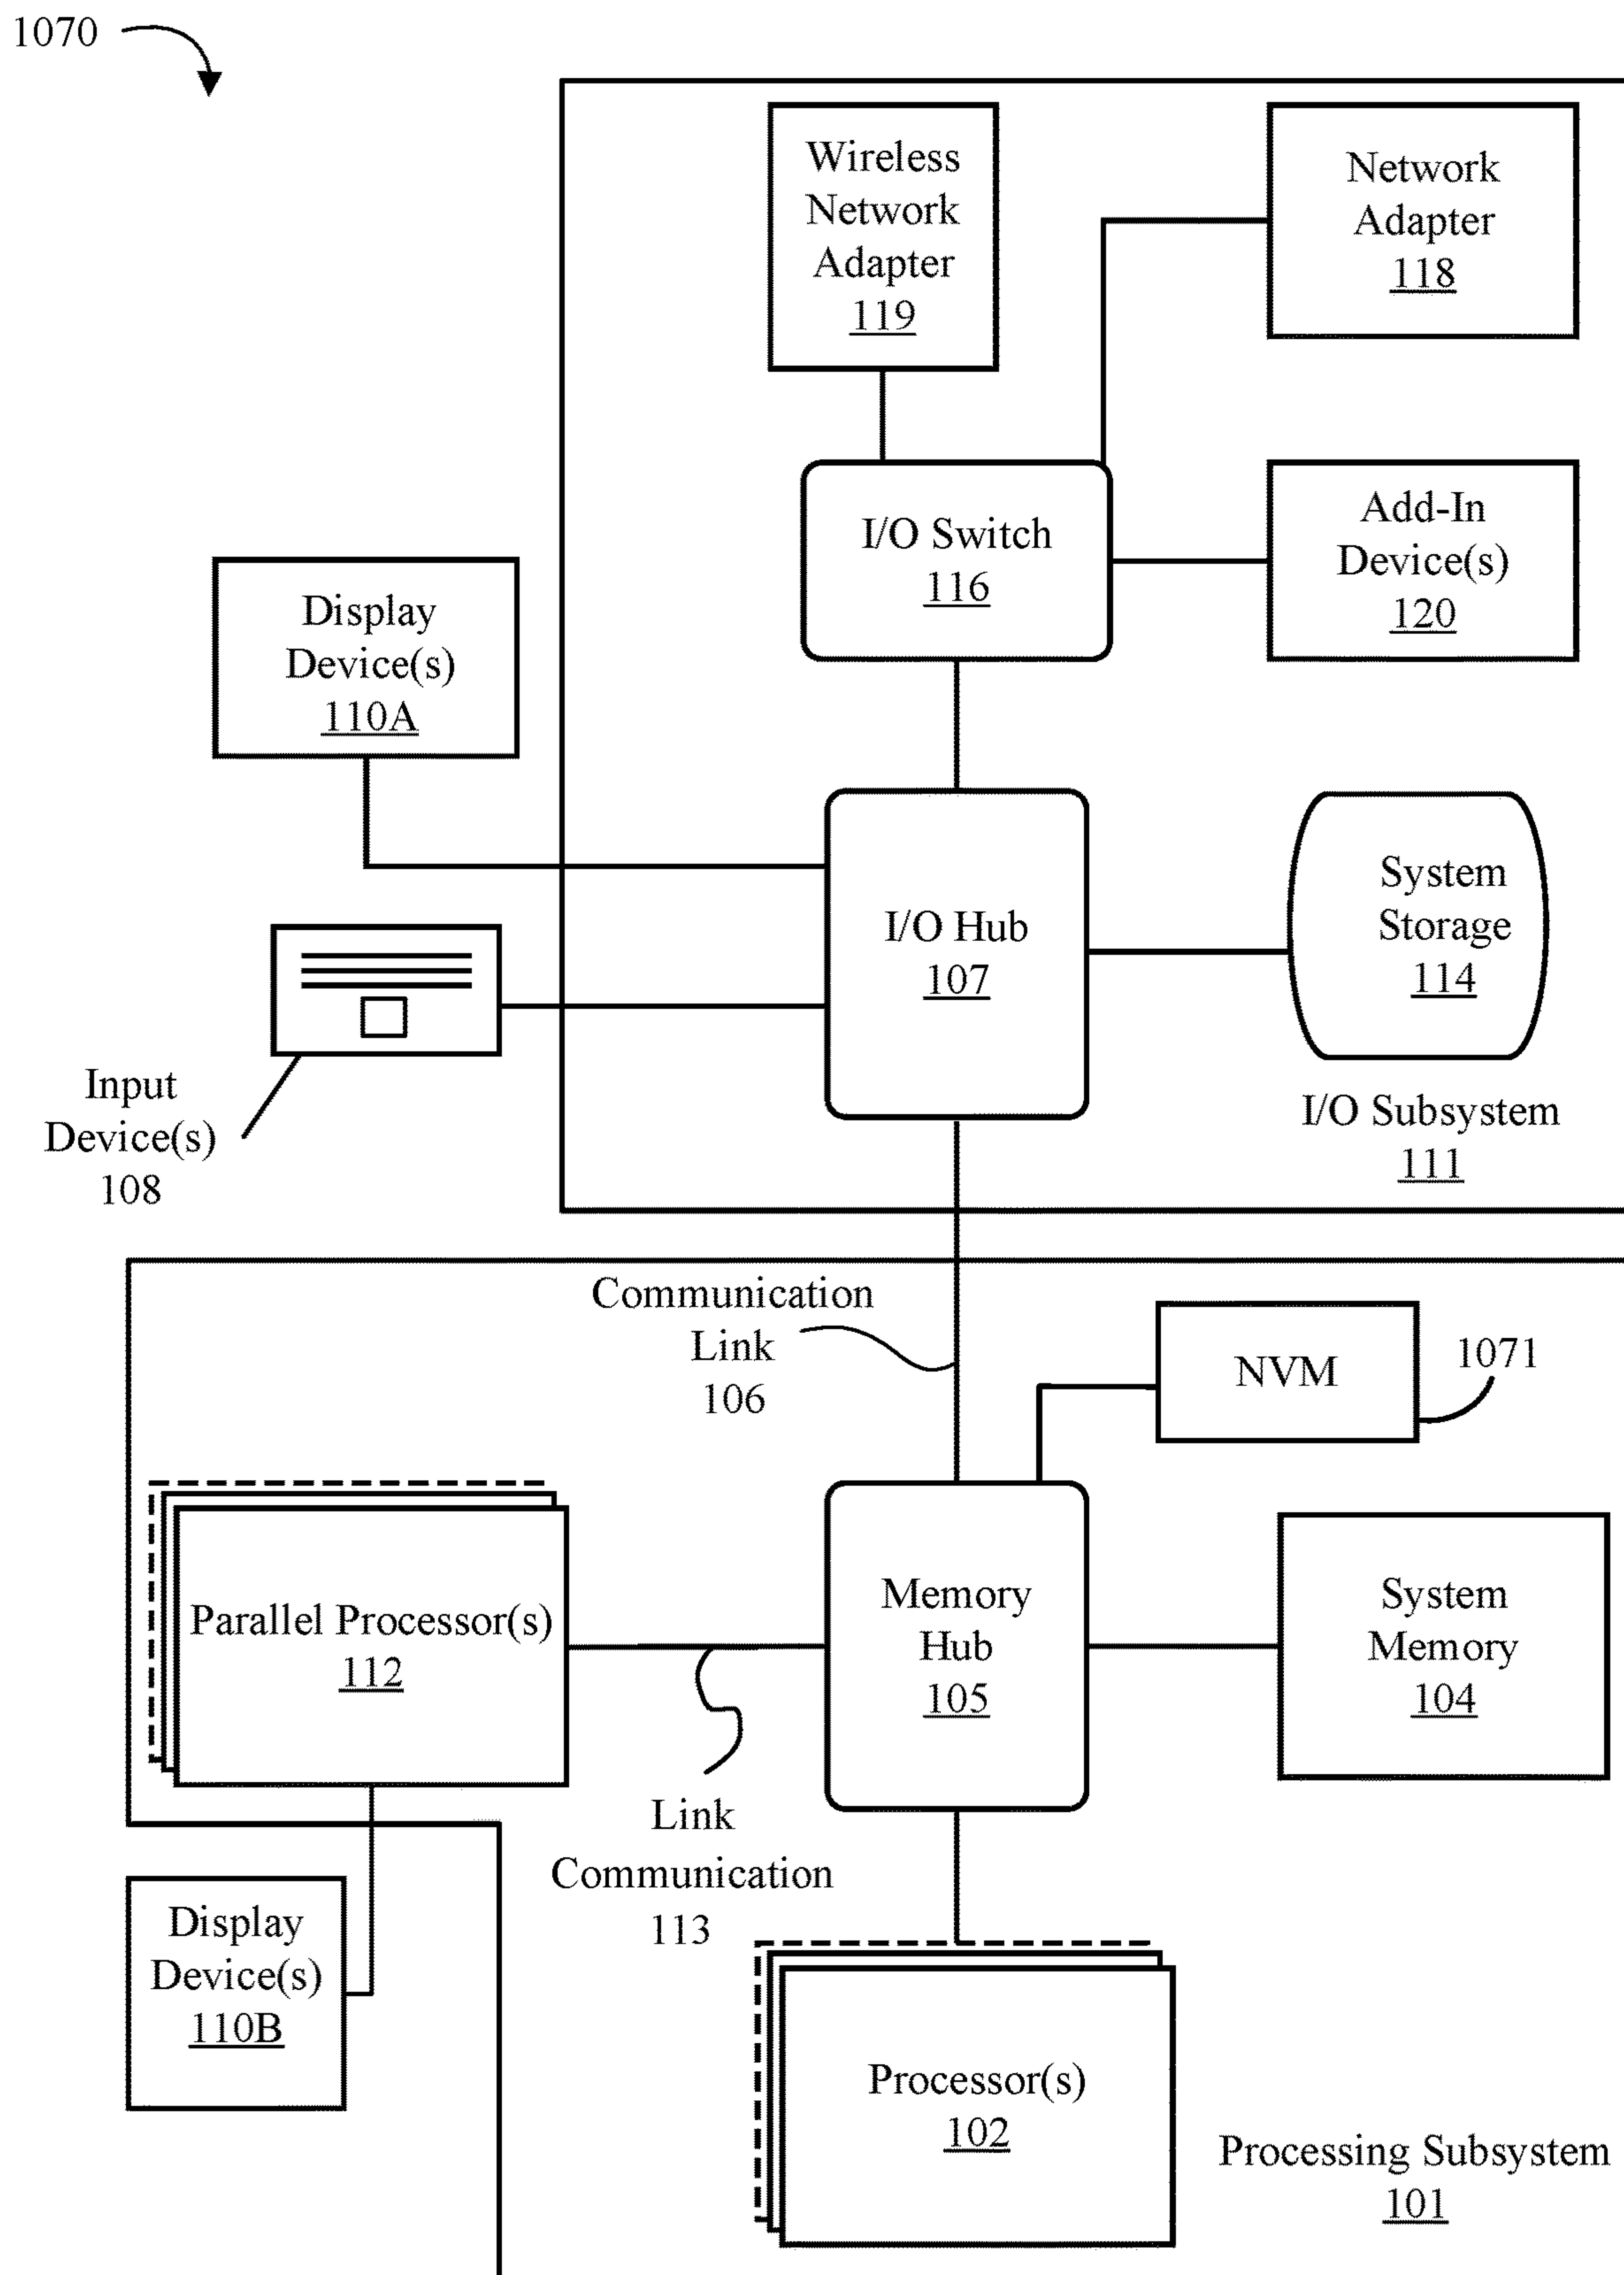 1070
Wireless
Network
Adapter
119
Network
Adapter
118
I/O Switch
116
Add-In
Device(s)
120
Display
Device(s)
110A
I/O Hub
107
System
Storage
114
Input
Device(s)
108
I/O Subsystem
111
Communication
Link
106
NVM
1071
Parallel Processor(s)
112
Memory
Hub
105
System
Memory
104
Link
Communication
113
Display
Device(s)
110B
Processor(s)
102
Processing Subsystem
101